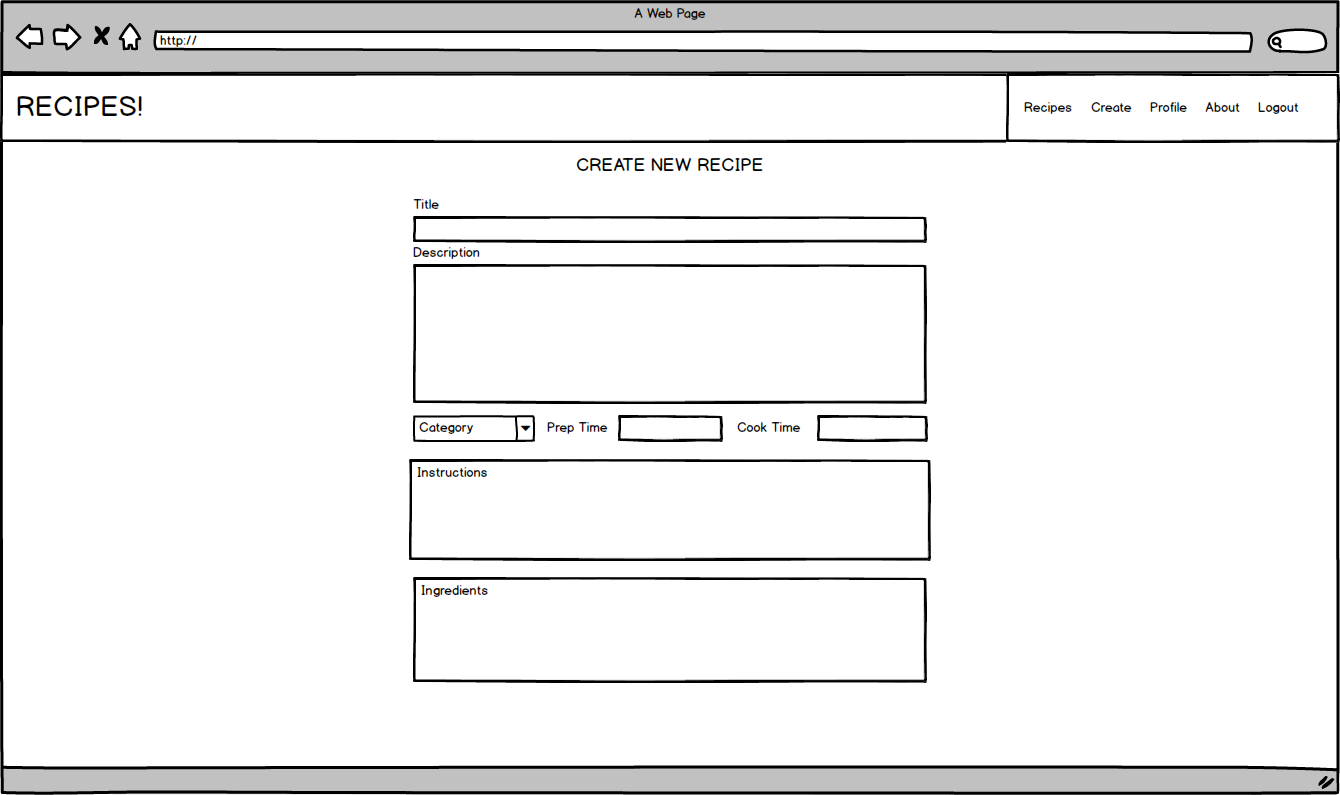 A Web Page
http://
RECIPES!
Recipes Create Profile About Logout
CREATE NEW RECIPE
Title
Description
Category Prep Time Cook Time
Instructions
Ingredients